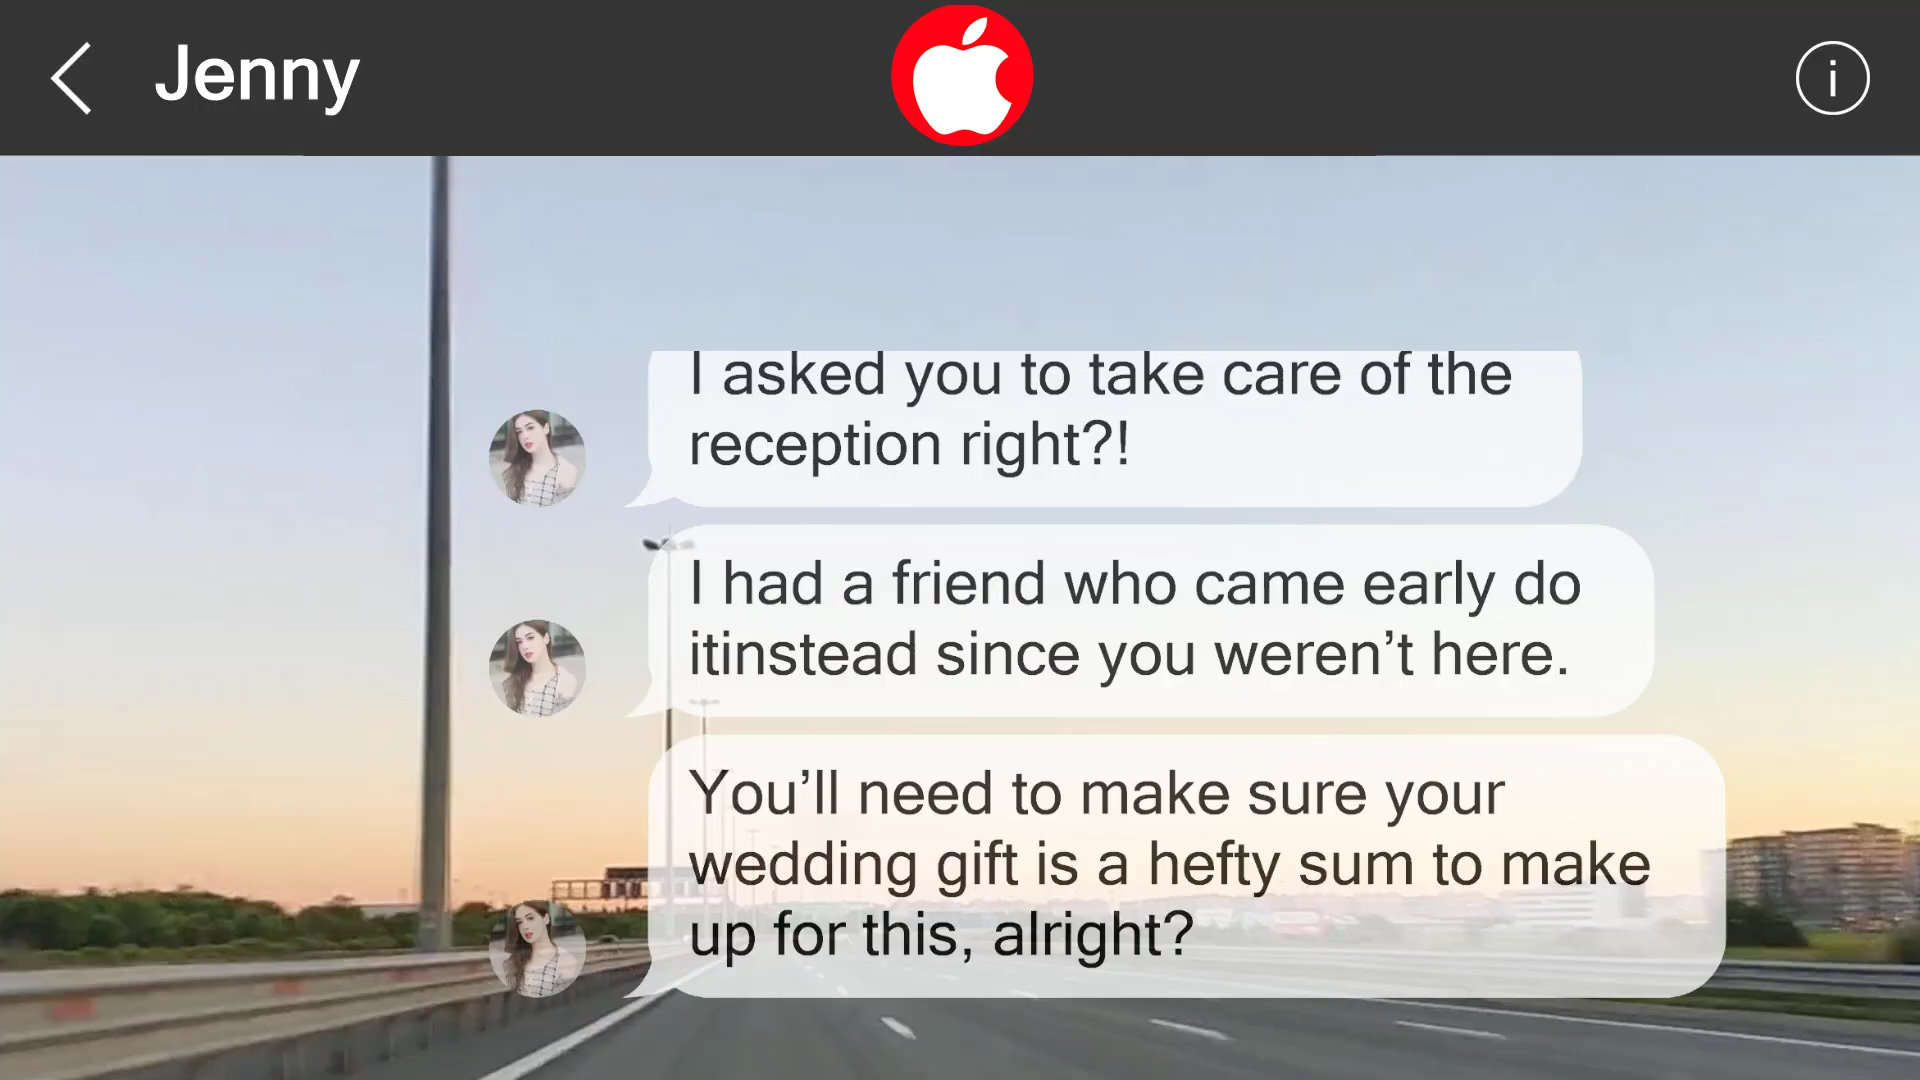 Jenny
i
I asked you to take care of the
reception right?!
I had a friend who came early do
itinstead since you weren’t here.
You’ll need to make sure your
wedding gift is a hefty sum to make
up for this, alright?